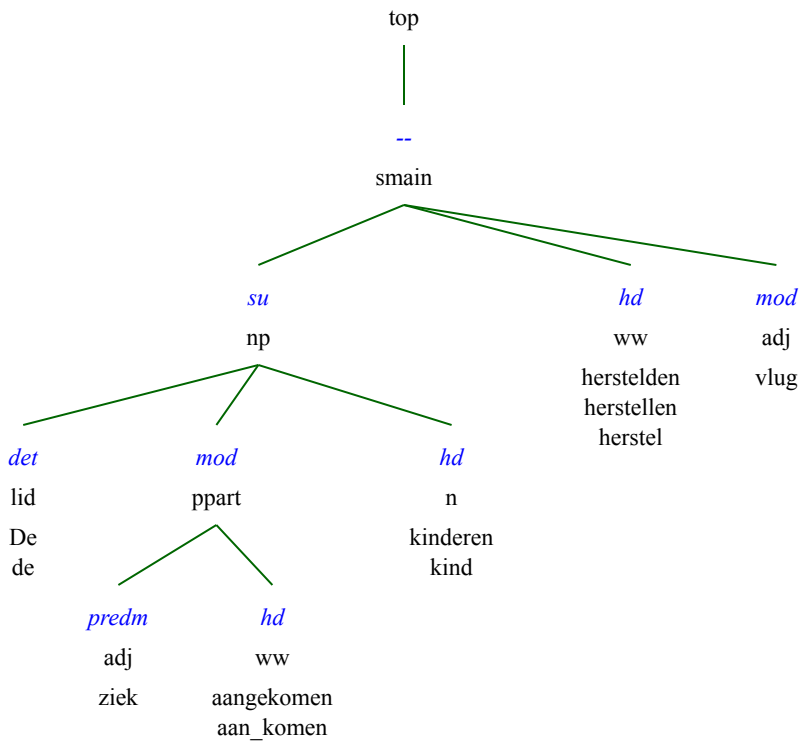 top
--
smain
su hd mod
np ww adj
herstelden vlug
herstellen
herstel
det mod hd
lid ppart n
De kinderen
de kind
predm hd
adj ww
ziek aangekomen
aan_komen